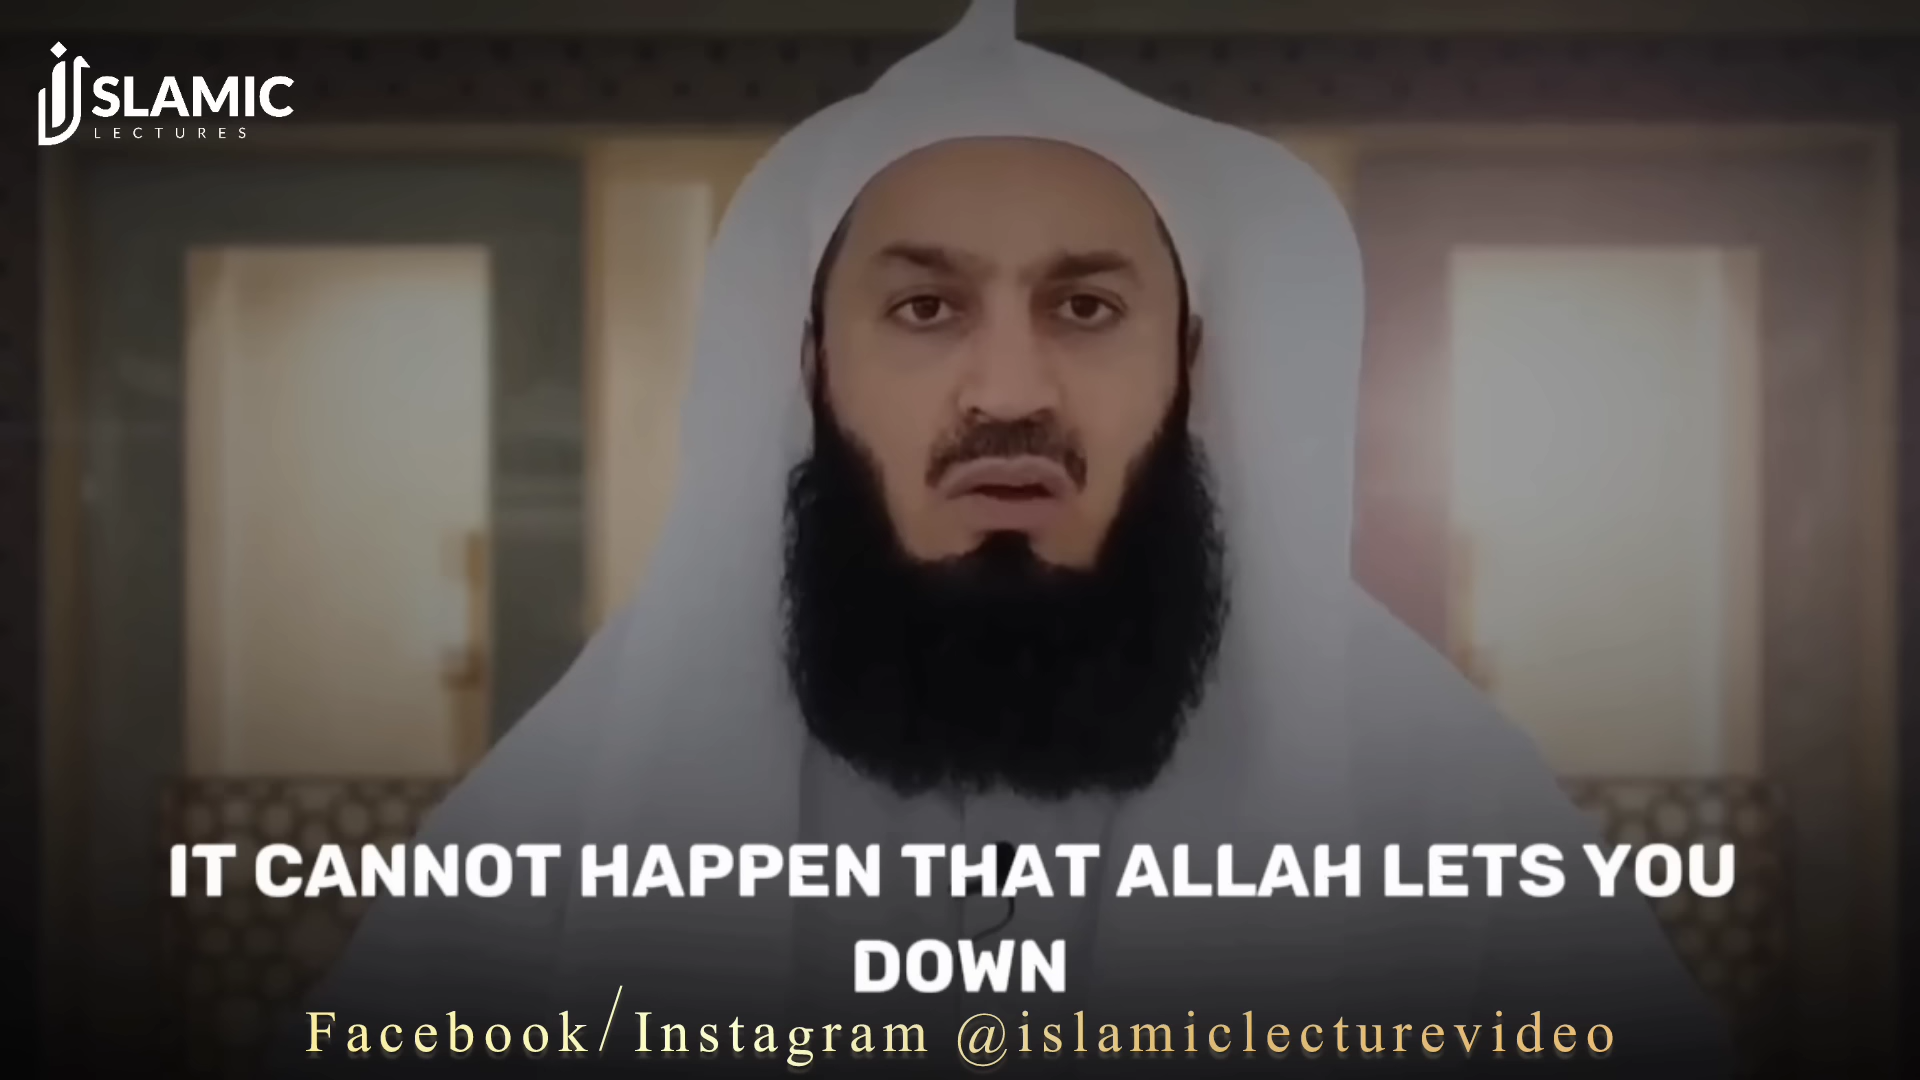 iSLAMIC
LECTURES
IT CANNOT HAPPEN THAT ALLAH LETS YOU
DOWN
Facebook/Instagram @islamiclecturevideo